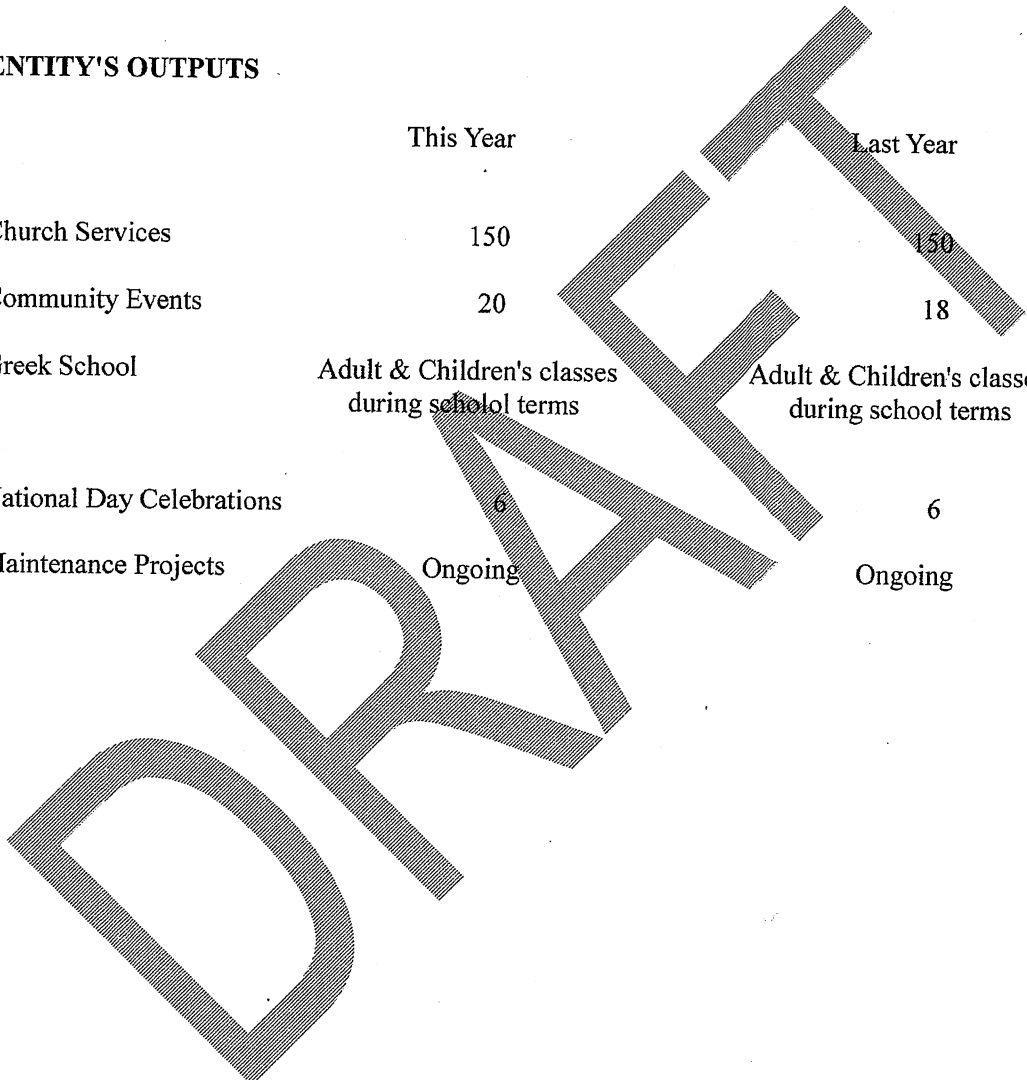 ENTITY'S OUTPUTS
This Year Last Year
Church Services 150 150
Community Events 20 18
Greek School Adult & Children's classes Adult & Children's classe
during scholol terms during school terms
National Day Celebrations 6 6
Maintenance Projects Ongoing Ongoing
DRAFT